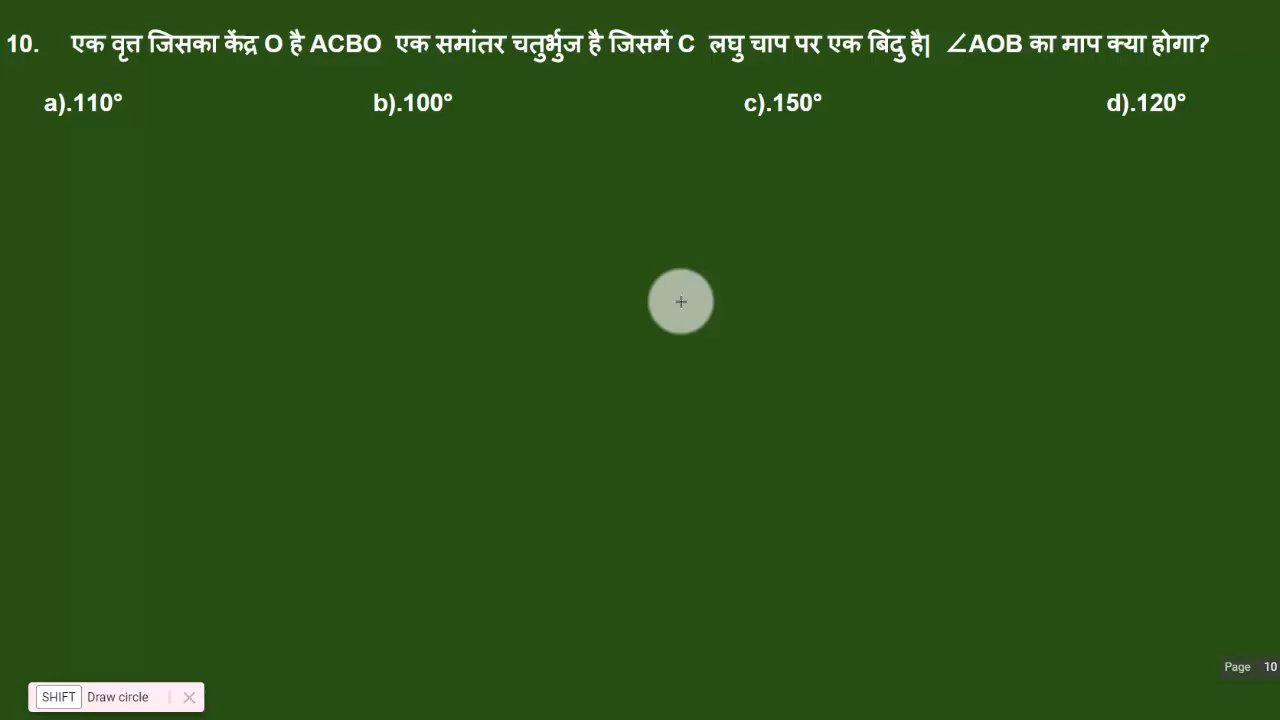 10. एक वृत्त जिसका केंद्र O है ACBO एक समांतर चतुर्भुज है जिसमें C लघु चाप पर एक बिंदु है| ∠AOB का माप क्या होगा?
a).110° b).100° c).150° d).120°
Page 10
SHIFT Draw circle